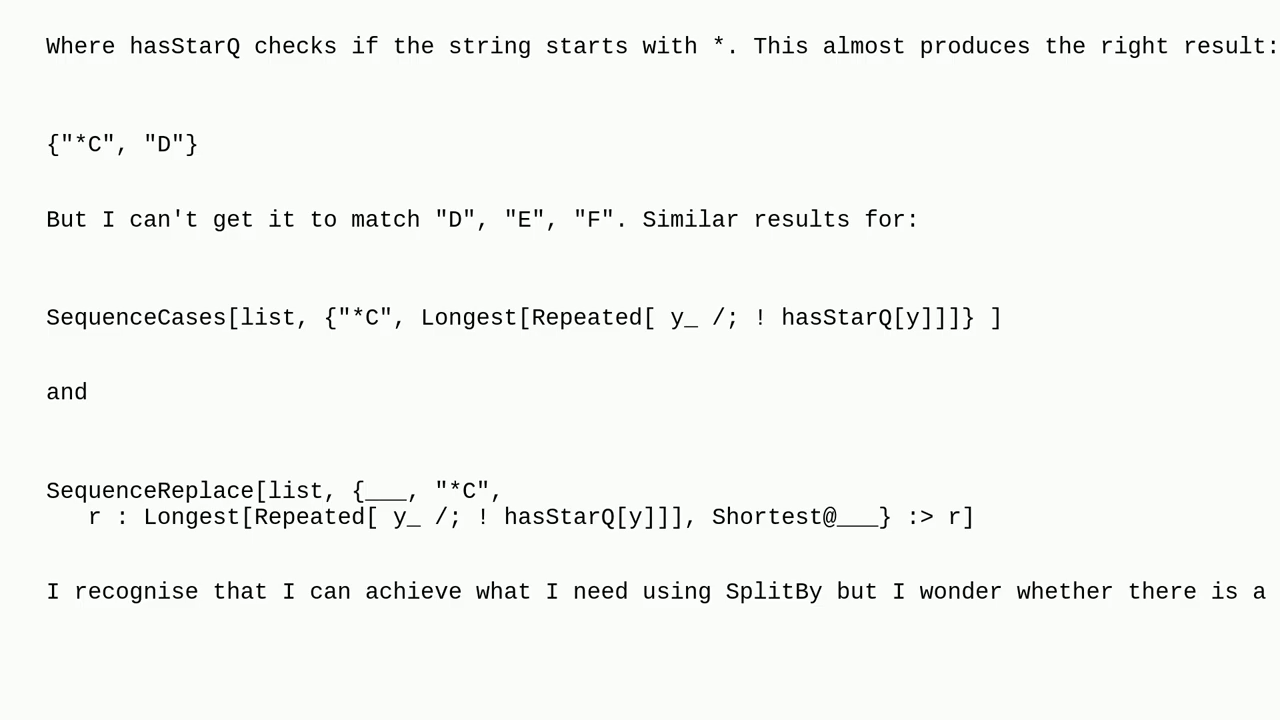 Where hasStarQ checks if the string starts with *. This almost produces the right result:
{"*C", "D"}
But I can't get it to match "D", "E", "F". Similar results for:
SequenceCases[list, {"*C", Longest[Repeated[ y_ /; ! hasStarQ[y]]]} ]
and
SequenceReplace[list, {___, "*C",
   r : Longest[Repeated[ y_ /; ! hasStarQ[y]]], Shortest@___} :> r]
I recognise that I can achieve what I need using SplitBy but I wonder whether there is a